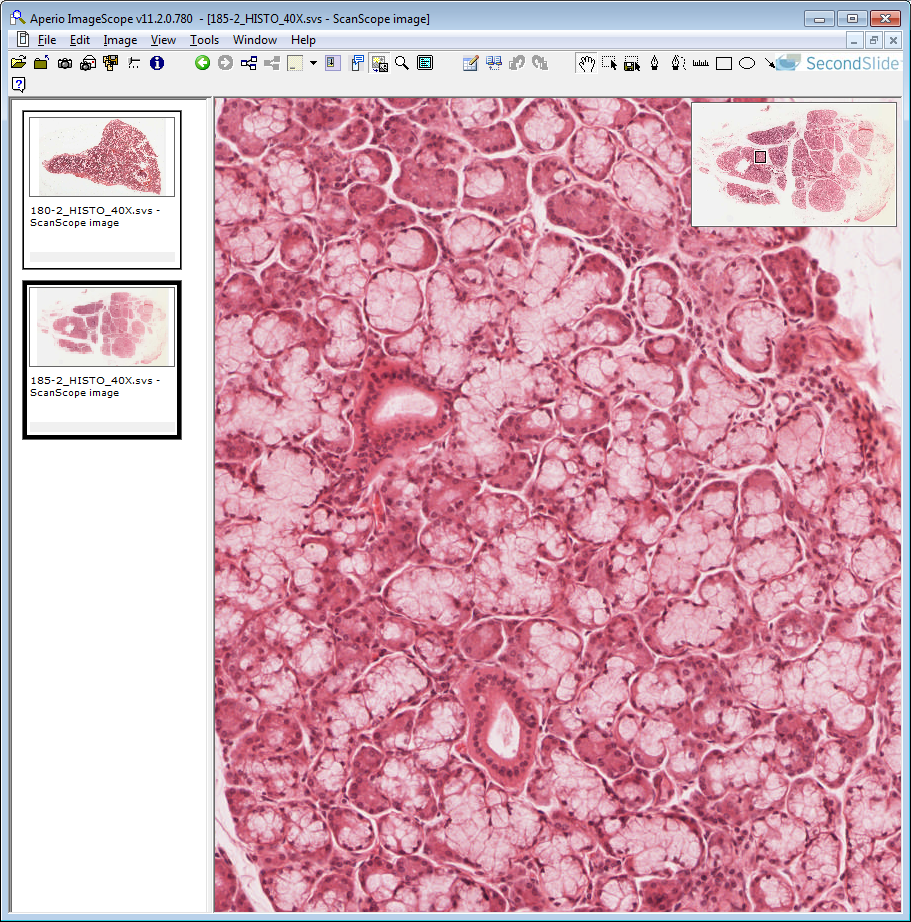 Aperio ImageScope v11.2.0.780 - [185-2_HISTO_40X.svs - ScanScope image]
File Edit Image View Tools Window Help
SecondSlide
180-2_HISTO_40X.svs -
ScanScope image
185-2_HISTO_40X.svs -
ScanScope image